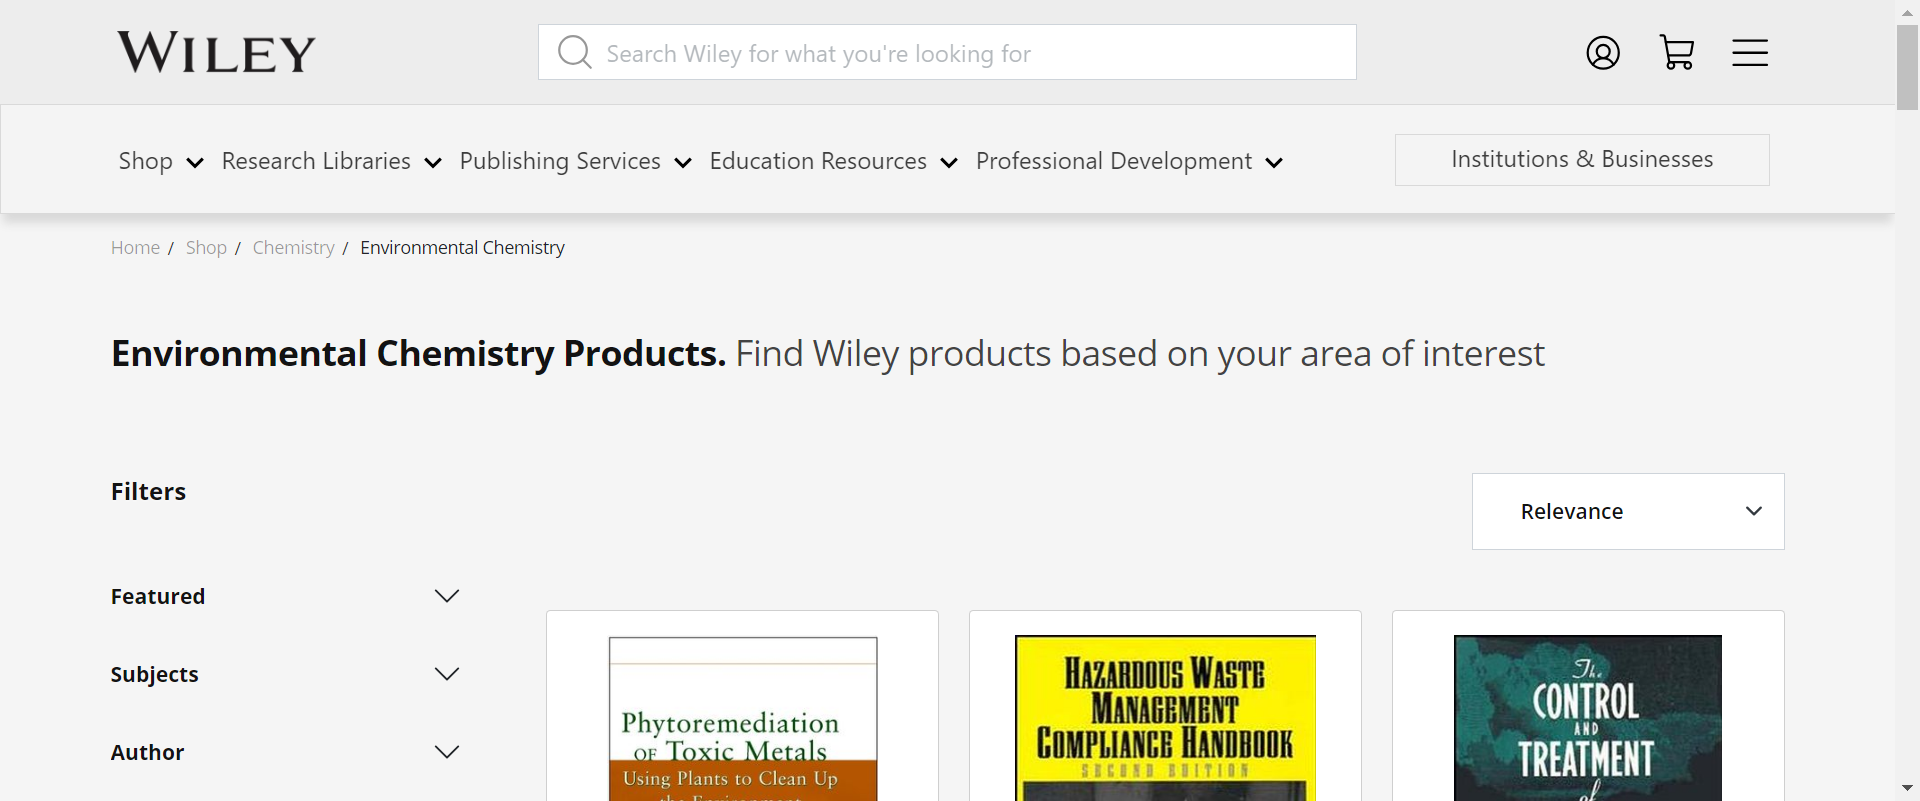 WILEY
Search Wiley for what you're looking for
Shop Research Libraries Publishing Services Education Resources Professional Development Institutions & Businesses
Home / Shop / Chemistry / Environmental Chemistry
Environmental Chemistry Products. Find Wiley products based on your area of interest
Filters
Relevance
Featured
Subjects
Author
Phytoremediation
OF Toxic Metals
Using Plants to Clean Up
the Environment
HAZARDOUS WASTE
MANAGEMENT
COMPLIANCE HANDBOOK
SECOND EDITION
The
CONTROL
AND
TREATMENT
of